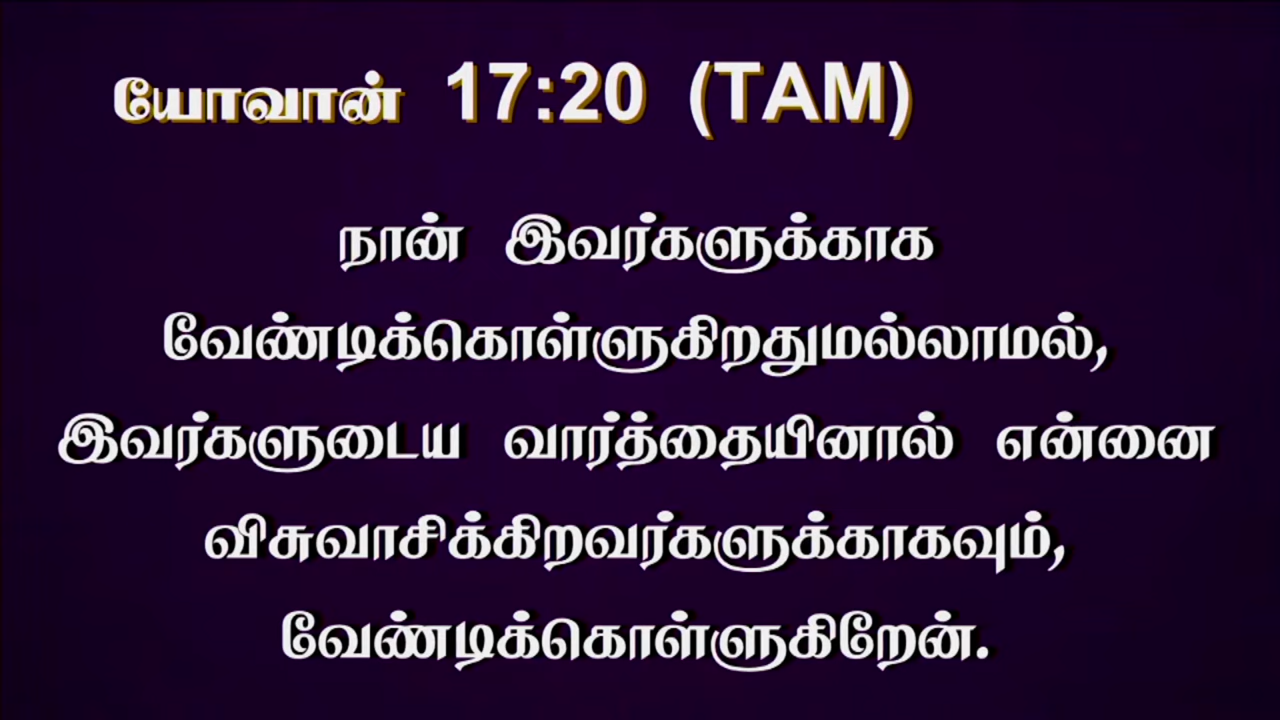 யோவான் 17:20 (TAM)
நான் இவர்களுக்காக
வேண்டிக்கொள்ளுகிறதுமல்லாமல்,
இவர்களுடைய வார்த்தையினால் என்னை
விசுவாசிக்கிறவர்களுக்காகவும்,
வேண்டிக்கொள்ளுகிறேன்.